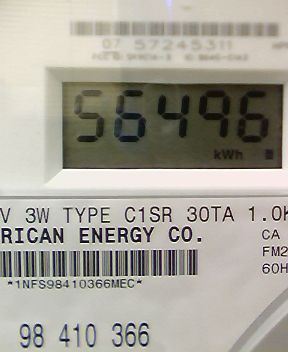 07 57245311
56496
kWh
V 3W TYPE C1SR 30TA 1.0K
RICAN ENERGY CO.
CA
FM2
60H
*1NFS98410366MEC*
98 410 366